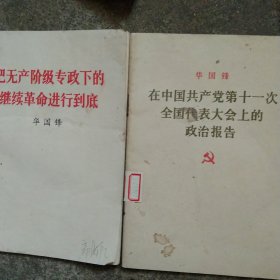 把无产阶级专政下的
继续革命进行到底
华国锋
华国锋
在中国共产党第十一次
全国代表大会上的
政治报告